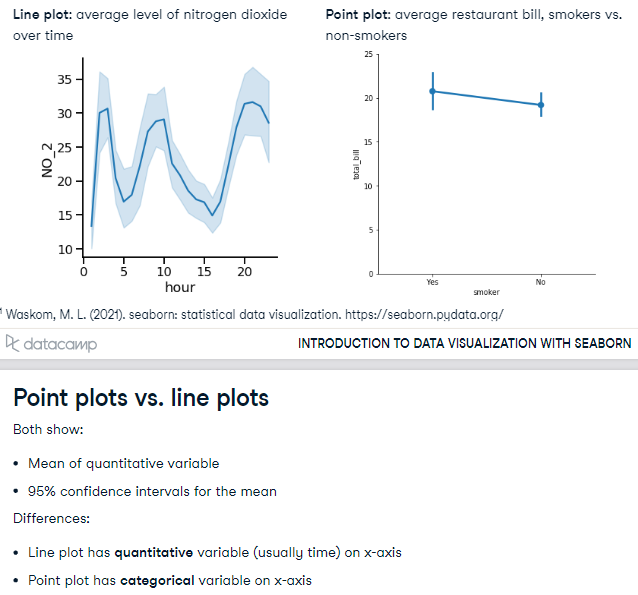 Line plot: average level of nitrogen dioxide
over time
Point plot: average restaurant bill, smokers vs.
non-smokers
35
30
25
20
15
10
NO_2
0 5 10 15 20
hour
25
20
15
10
5
0
total_bill
Yes No
smoker
1 Waskom, M. L. (2021). seaborn: statistical data visualization. https://seaborn.pydata.org/
datacamp
INTRODUCTION TO DATA VISUALIZATION WITH SEABORN
Point plots vs. line plots
Both show:
• Mean of quantitative variable
• 95% confidence intervals for the mean
Differences:
• Line plot has quantitative variable (usually time) on x-axis
• Point plot has categorical variable on x-axis